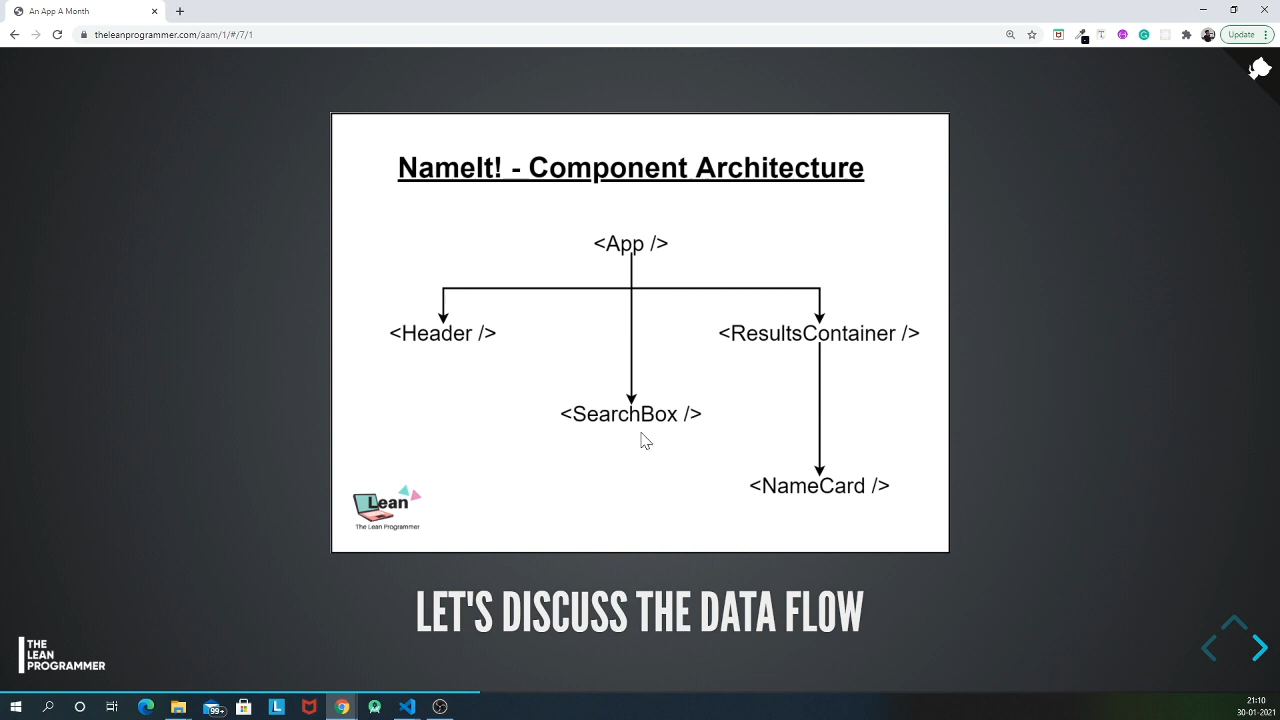 An App A Month
theleanprogrammer.com/aam/1/#/7/1
Update
NameIt! - Component Architecture
<App />
<Header />
<ResultsContainer />
<SearchBox />
<NameCard />
Lean
The Lean Programmer
LET'S DISCUSS THE DATA FLOW
THE
LEAN
PROGRAMMER
99+
L
21:10
30-01-2021